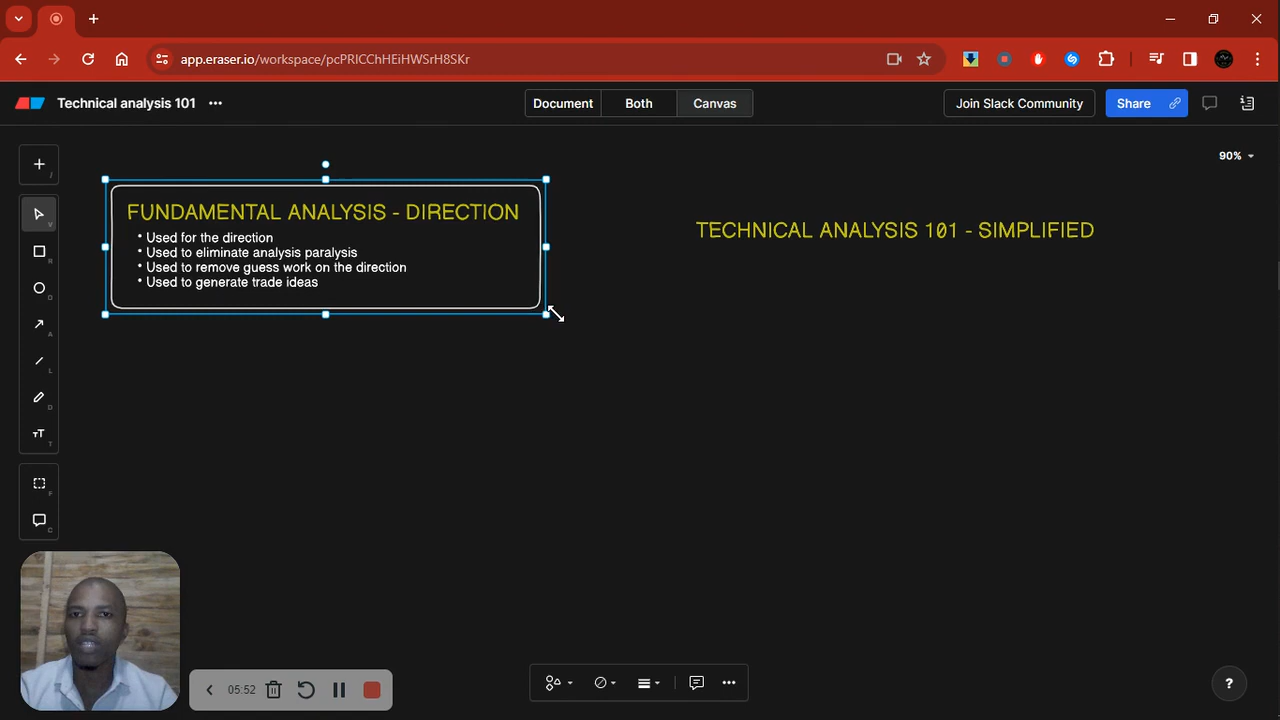 app.eraser.io/workspace/pcPRICChHEiHWSrH8SKr
Technical analysis 101
Document
Both
Canvas
Join Slack Community
Share
90%
FUNDAMENTAL ANALYSIS - DIRECTION
• Used for the direction
• Used to eliminate analysis paralysis
• Used to remove guess work on the direction
• Used to generate trade ideas
TECHNICAL ANALYSIS 101 - SIMPLIFIED
/
V
R
O
A
L
D
tT
T
F
C
05:52
?